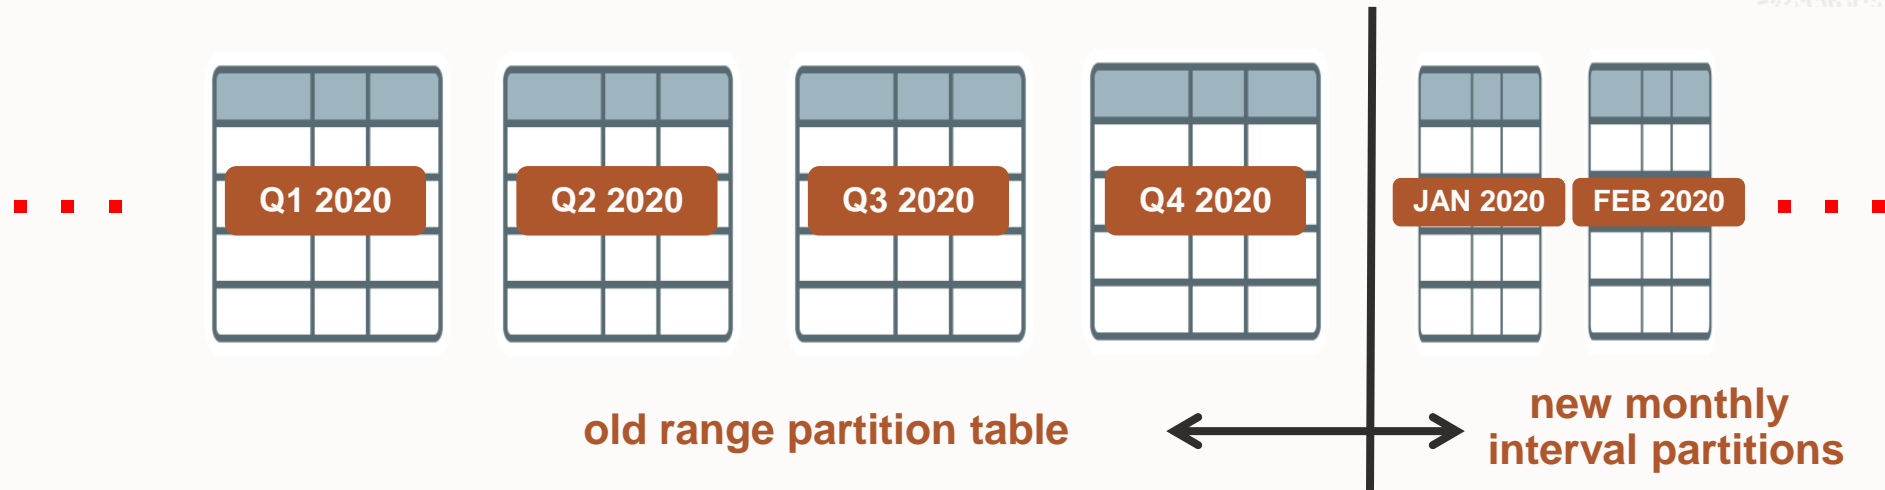 Q1 2020
Q2 2020
Q3 2020
Q4 2020
JAN 2020
FEB 2020
old range partition table
new monthly
interval partitions